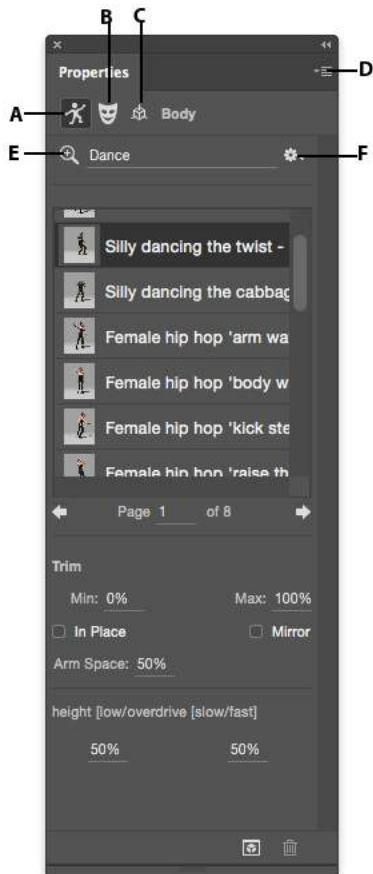 B
C
Properties
D
A
Body
E
Dance
F
Silly dancing the twist -
Silly dancing the cabbag
Female hip hop 'arm wa
Female hip hop 'body w
Female hip hop 'kick ste
Female hip hop 'raise th
Page 1 of 8
Trim
Min: 0% Max: 100%
In Place Mirror
Arm Space: 50%
height [low/overdrive [slow/fast]
50% 50%